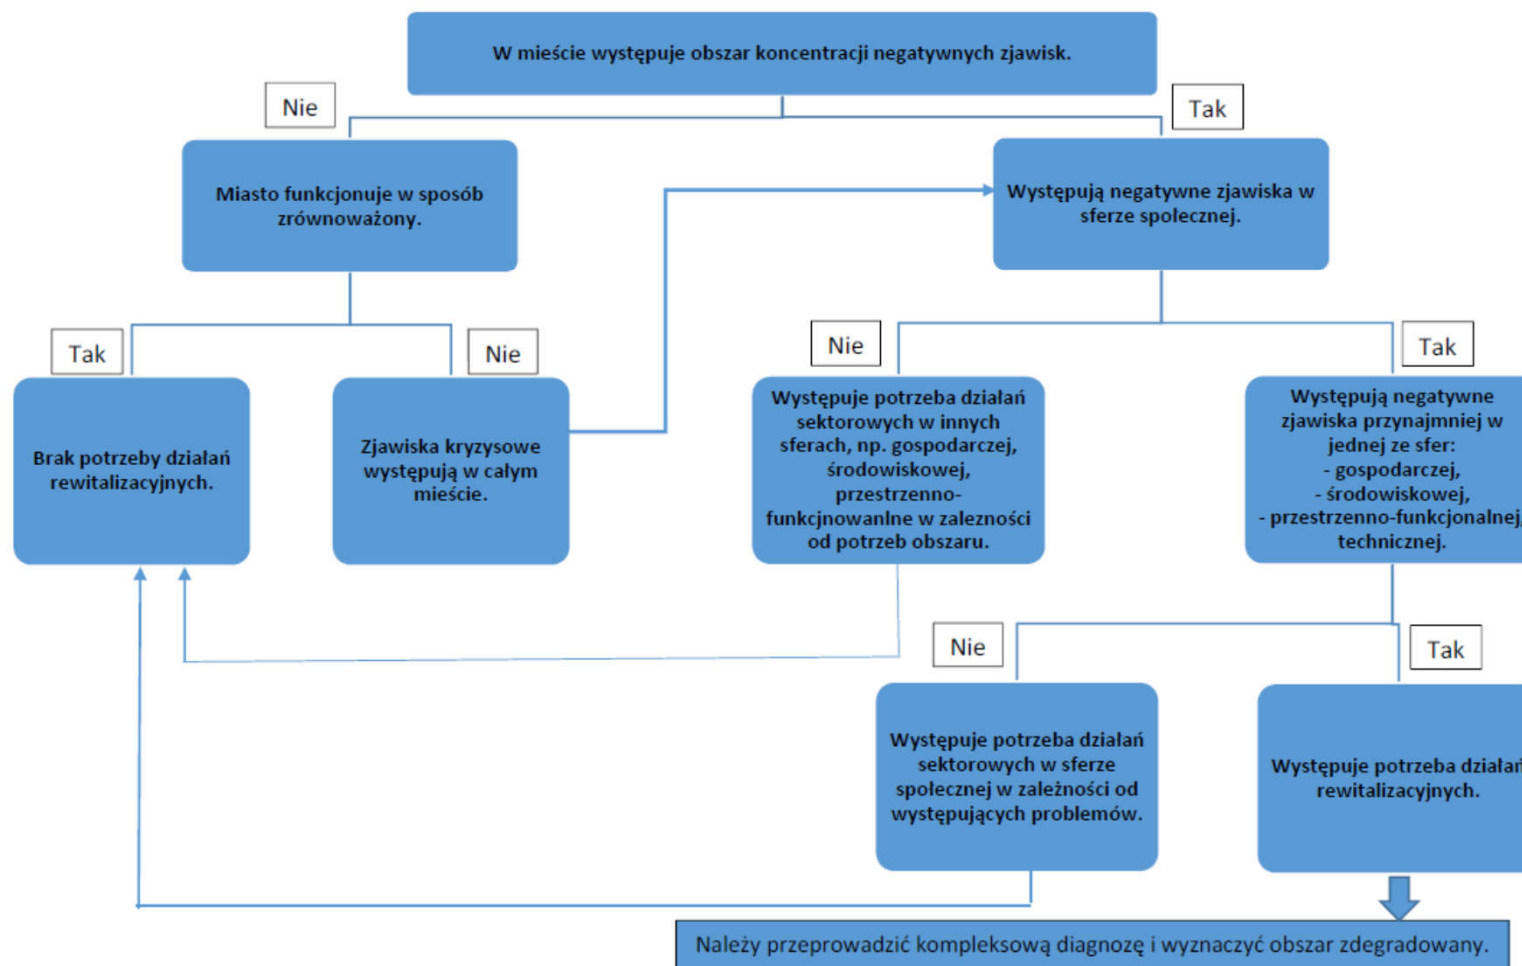 W mieście występuje obszar koncentracji negatywnych zjawisk.
Nie
Tak
Miasto funkcjonuje w sposób
zrównoważony.
Występują negatywne zjawiska w
sferze społecznej.
Tak
Nie
Nie
Tak
Brak potrzeby działań
rewitalizacyjnych.
Zjawiska kryzysowe
występują w całym
mieście.
Występuje potrzeba działań
sektorowych w innych
sferach, np. gospodarczej,
środowiskowej,
przestrzenno-
funkcjnowanlne w zalezności
od potrzeb obszaru.
Występują negatywne
zjawiska przynajmniej w
jednej ze sfer:
- gospodarczej,
- środowiskowej,
- przestrzenno-funkcjonalnej,
technicznej.
Nie
Tak
Występuje potrzeba działań
sektorowych w sferze
społecznej w zależności od
występujących problemów.
Występuje potrzeba działań
rewitalizacyjnych.
Należy przeprowadzić kompleksową diagnozę i wyznaczyć obszar zdegradowany.